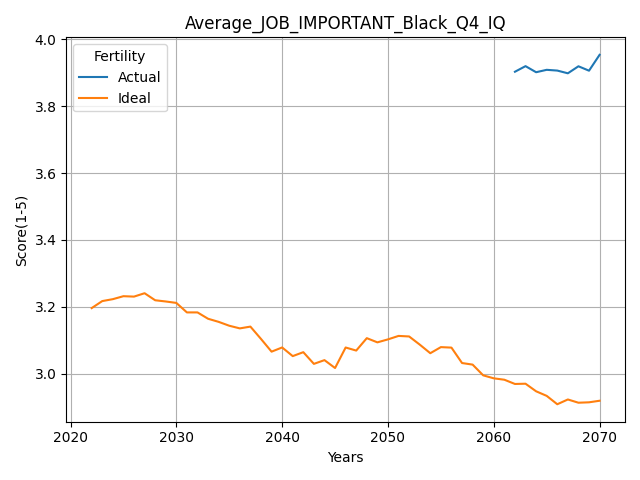 Average_JOB_IMPORTANT_Black_Q4_IQ
Fertility
Actual
Ideal
4.0
3.8
3.6
3.4
3.2
3.0
Score(1-5)
2020 2030 2040 2050 2060 2070
Years